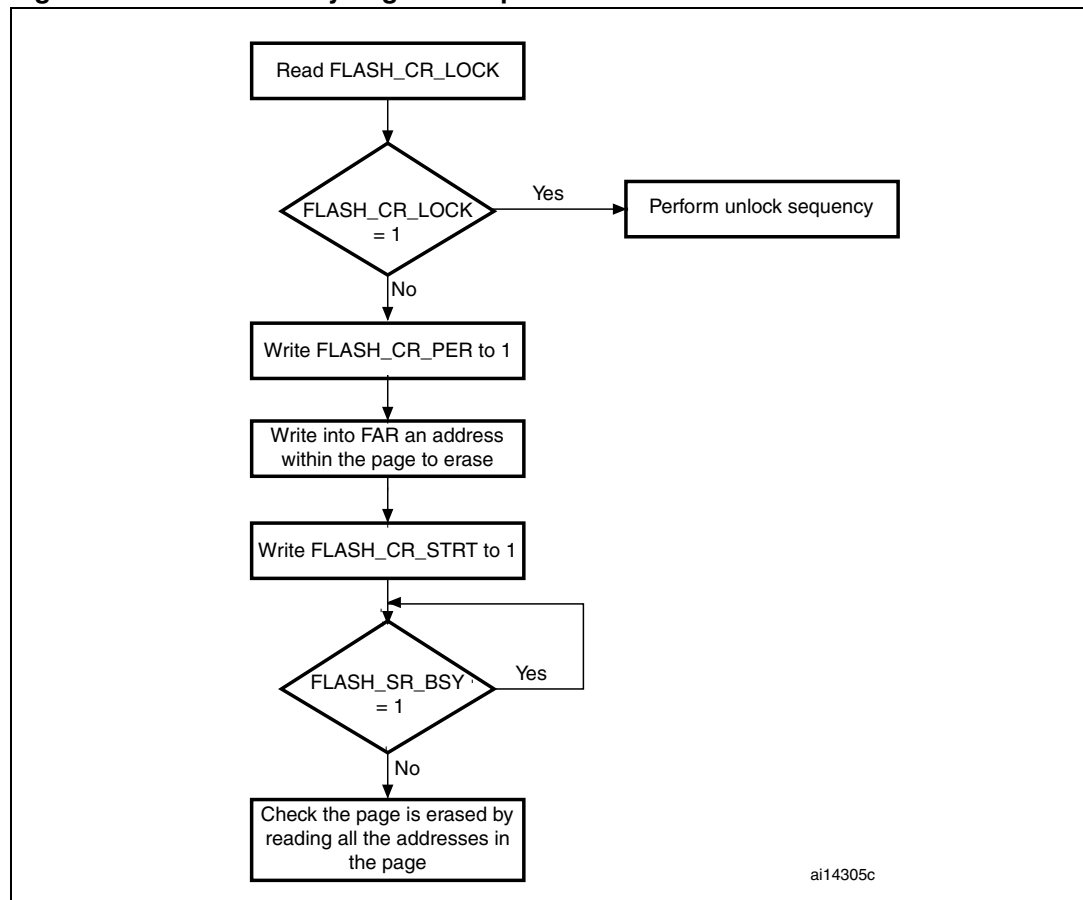 Read FLASH_CR_LOCK
FLASH_CR_LOCK
= 1
Yes
Perform unlock sequency
No
Write FLASH_CR_PER to 1
Write into FAR an address
within the page to erase
Write FLASH_CR_STRT to 1
FLASH_SR_BSY
= 1
Yes
No
Check the page is erased by
reading all the addresses in
the page
ai14305c